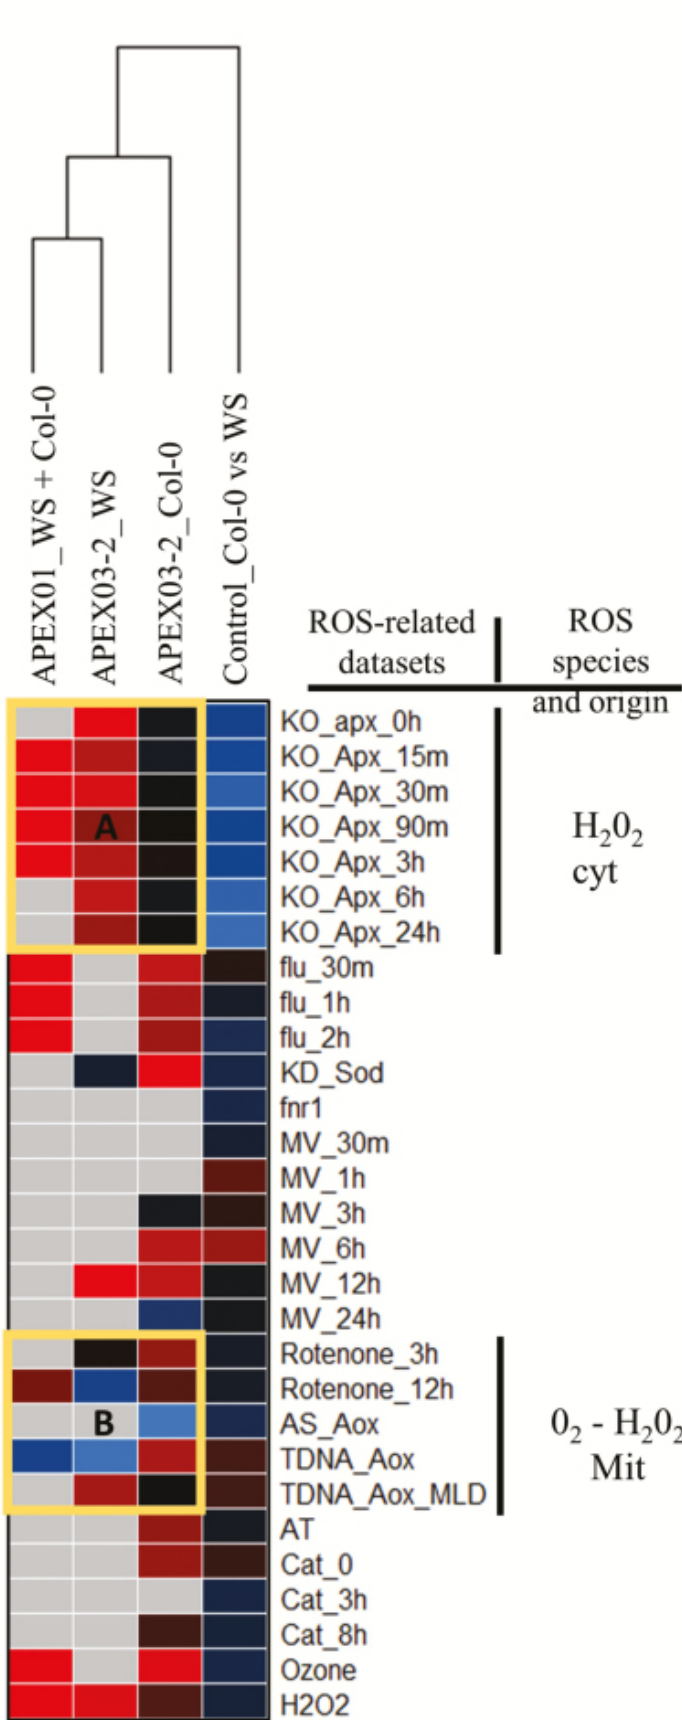 APEX01_WS + Col-0
APEX03-2_WS
APEX03-2_Col-0
Control_Col-0 vs WS
ROS-related
datasets
ROS
species
and origin
KO_apx_0h
KO_Apx_15m
KO_Apx_30m
A
KO_Apx_90m
KO_Apx_3h
KO_Apx_6h
KO_Apx_24h
H₂0₂
cyt
flu_30m
flu_1h
flu_2h
KD_Sod
fnr1
MV_30m
MV_1h
MV_3h
MV_6h
MV_12h
MV_24h
Rotenone_3h
Rotenone_12h
B
AS_Aox
TDNA_Aox
TDNA_Aox_MLD
0₂ - H₂0₂
Mit
AT
Cat_0
Cat_3h
Cat_8h
Ozone
H2O2